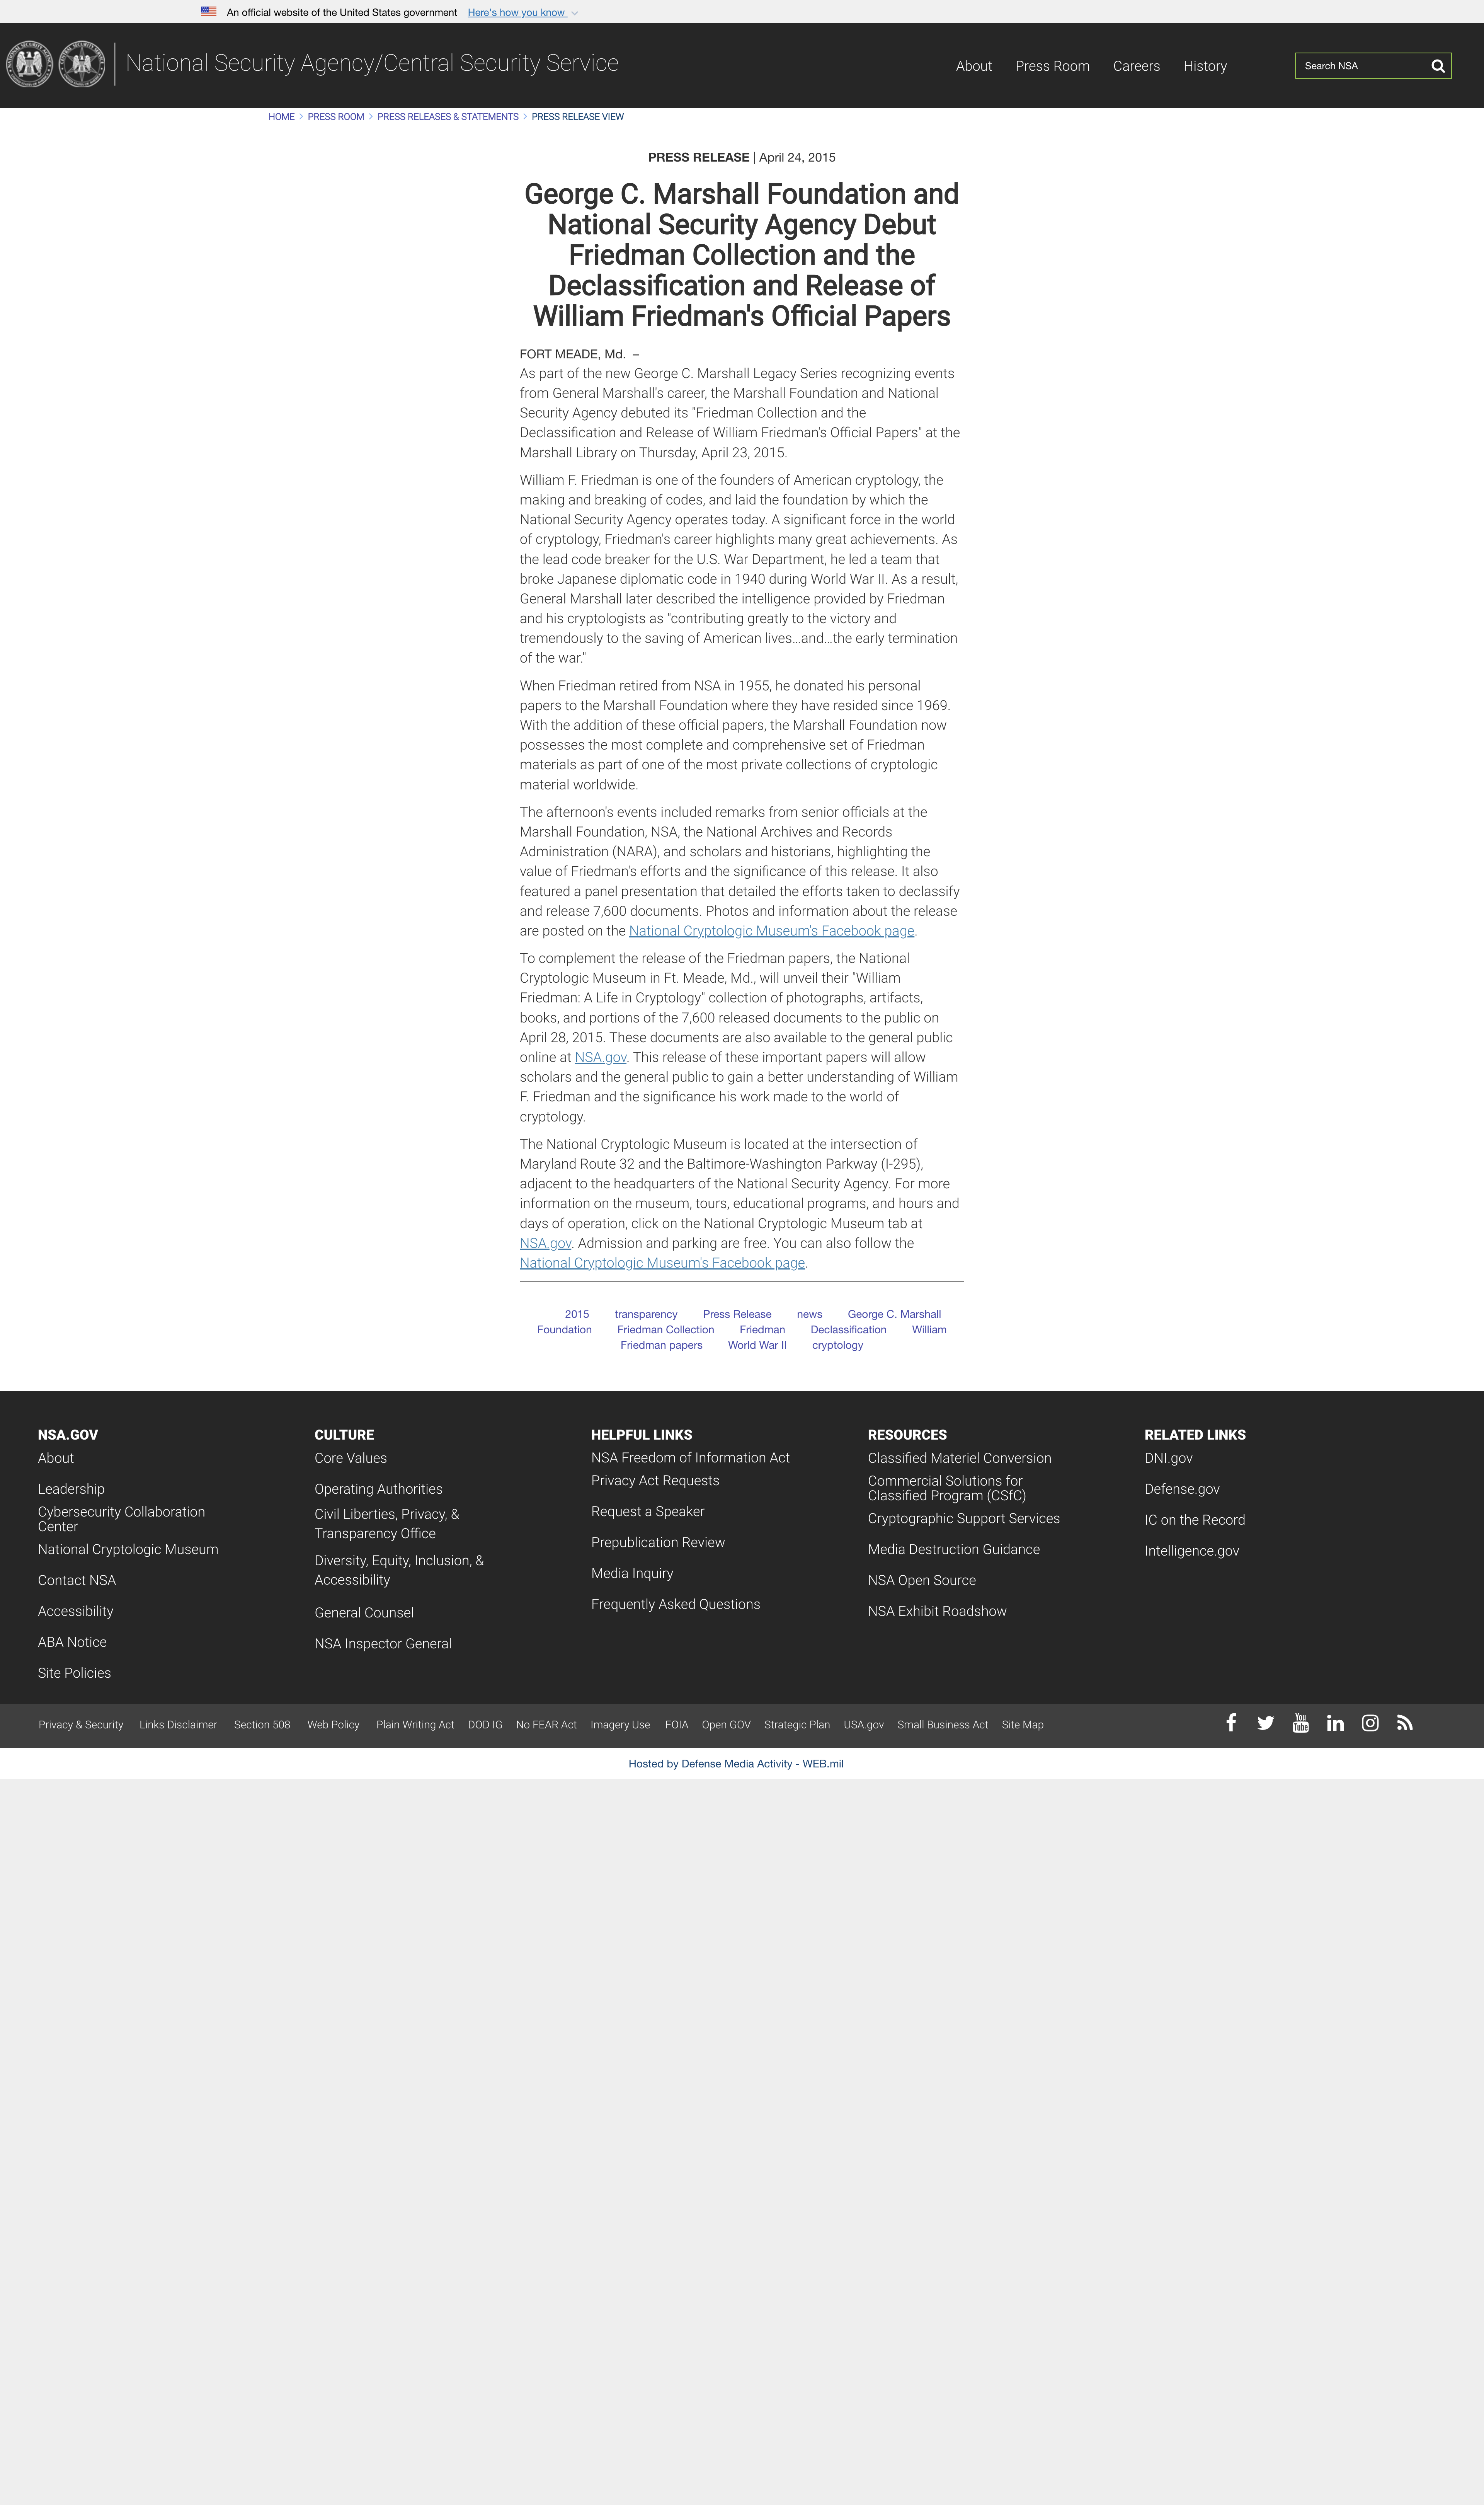 An official website of the United States government Here's how you know
National Security Agency/Central Security Service
About Press Room Careers History
Search NSA
HOME > PRESS ROOM > PRESS RELEASES & STATEMENTS > PRESS RELEASE VIEW
PRESS RELEASE | April 24, 2015
George C. Marshall Foundation and
National Security Agency Debut
Friedman Collection and the
Declassification and Release of
William Friedman's Official Papers
FORT MEADE, Md. –
As part of the new George C. Marshall Legacy Series recognizing events
from General Marshall's career, the Marshall Foundation and National
Security Agency debuted its "Friedman Collection and the
Declassification and Release of William Friedman's Official Papers" at the
Marshall Library on Thursday, April 23, 2015.
William F. Friedman is one of the founders of American cryptology, the
making and breaking of codes, and laid the foundation by which the
National Security Agency operates today. A significant force in the world
of cryptology, Friedman's career highlights many great achievements. As
the lead code breaker for the U.S. War Department, he led a team that
broke Japanese diplomatic code in 1940 during World War II. As a result,
General Marshall later described the intelligence provided by Friedman
and his cryptologists as "contributing greatly to the victory and
tremendously to the saving of American lives...and...the early termination
of the war."
When Friedman retired from NSA in 1955, he donated his personal
papers to the Marshall Foundation where they have resided since 1969.
With the addition of these official papers, the Marshall Foundation now
possesses the most complete and comprehensive set of Friedman
materials as part of one of the most private collections of cryptologic
material worldwide.
The afternoon's events included remarks from senior officials at the
Marshall Foundation, NSA, the National Archives and Records
Administration (NARA), and scholars and historians, highlighting the
value of Friedman's efforts and the significance of this release. It also
featured a panel presentation that detailed the efforts taken to declassify
and release 7,600 documents. Photos and information about the release
are posted on the National Cryptologic Museum's Facebook page.
To complement the release of the Friedman papers, the National
Cryptologic Museum in Ft. Meade, Md., will unveil their "William
Friedman: A Life in Cryptology" collection of photographs, artifacts,
books, and portions of the 7,600 released documents to the public on
April 28, 2015. These documents are also available to the general public
online at NSA.gov. This release of these important papers will allow
scholars and the general public to gain a better understanding of William
F. Friedman and the significance his work made to the world of
cryptology.
The National Cryptologic Museum is located at the intersection of
Maryland Route 32 and the Baltimore-Washington Parkway (I-295),
adjacent to the headquarters of the National Security Agency. For more
information on the museum, tours, educational programs, and hours and
days of operation, click on the National Cryptologic Museum tab at
NSA.gov. Admission and parking are free. You can also follow the
National Cryptologic Museum's Facebook page.
2015 transparency Press Release news George C. Marshall
Foundation Friedman Collection Friedman Declassification William
Friedman papers World War II cryptology
NSA.GOV
About
Leadership
Cybersecurity Collaboration
Center
National Cryptologic Museum
Contact NSA
Accessibility
ABA Notice
Site Policies
CULTURE
Core Values
Operating Authorities
Civil Liberties, Privacy, &
Transparency Office
Diversity, Equity, Inclusion, &
Accessibility
General Counsel
NSA Inspector General
HELPFUL LINKS
NSA Freedom of Information Act
Privacy Act Requests
Request a Speaker
Prepublication Review
Media Inquiry
Frequently Asked Questions
RESOURCES
Classified Materiel Conversion
Commercial Solutions for
Classified Program (CSfC)
Cryptographic Support Services
Media Destruction Guidance
NSA Open Source
NSA Exhibit Roadshow
RELATED LINKS
DNI.gov
Defense.gov
IC on the Record
Intelligence.gov
Privacy & Security Links Disclaimer Section 508 Web Policy Plain Writing Act DOD IG No FEAR Act Imagery Use FOIA Open GOV Strategic Plan USA.gov Small Business Act Site Map
You Tube in
Hosted by Defense Media Activity - WEB.mil